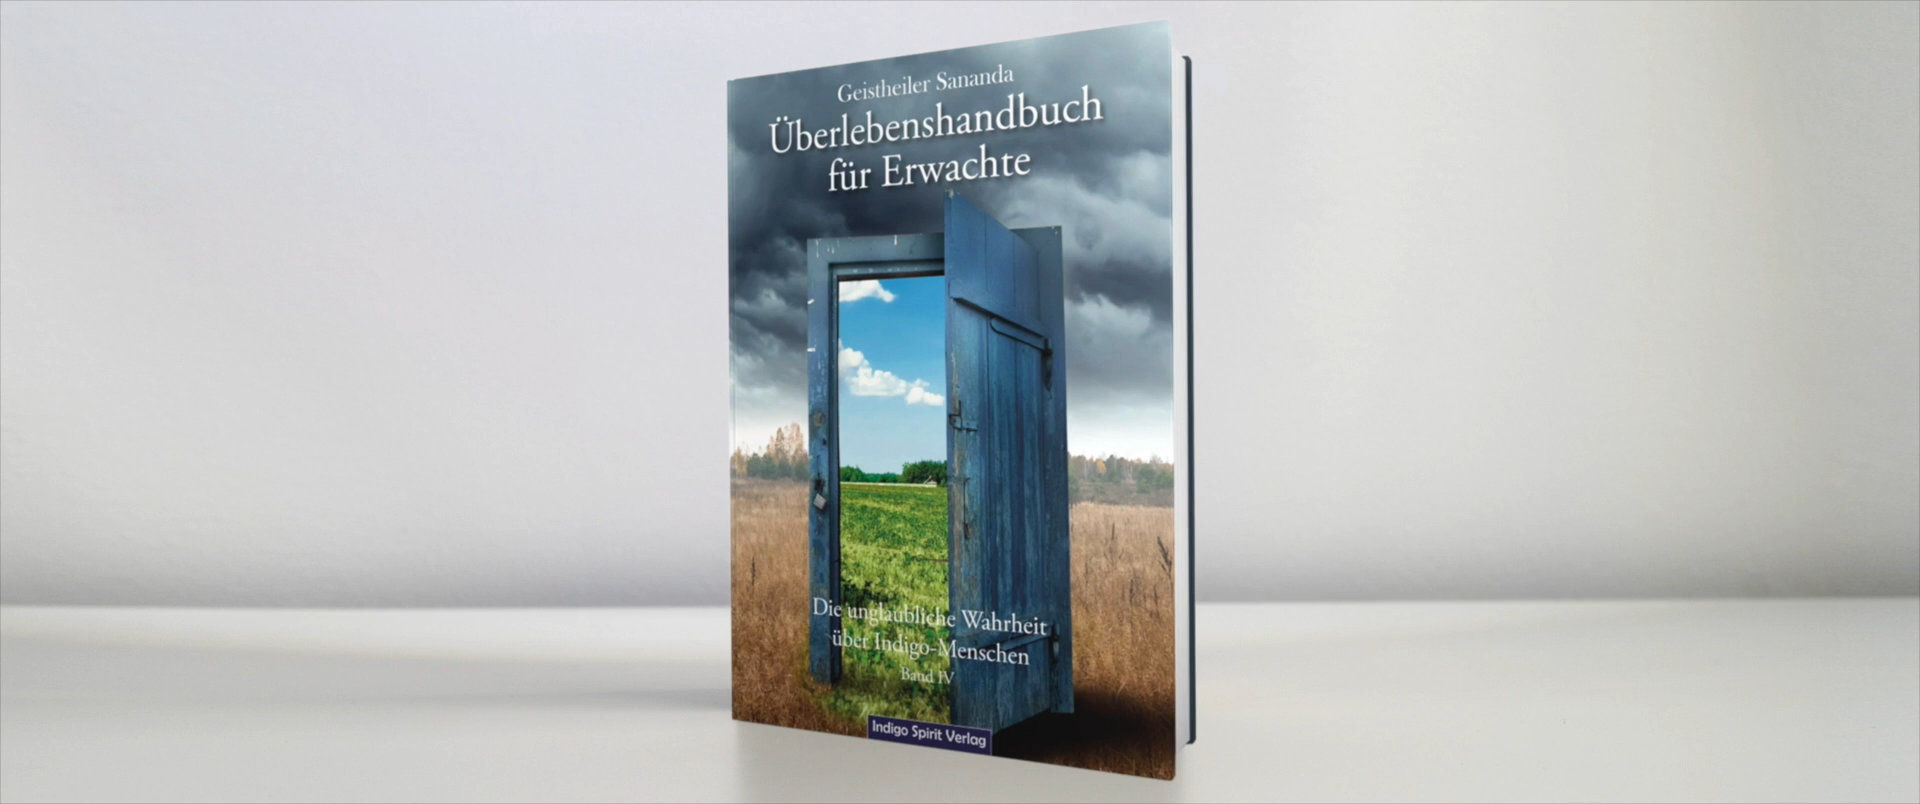 Geistheiler Sananda
Überlebenshandbuch
für Erwachte
Die unglaubliche Wahrheit
über Indigo-Menschen
Band IV
Indigo Spirit Verlag